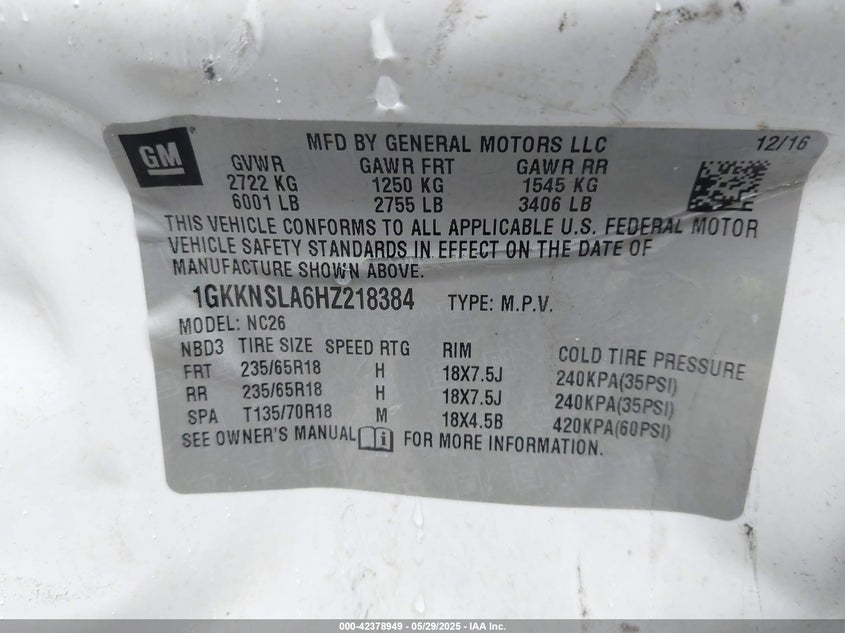 GM
MFD BY GENERAL MOTORS LLC 12/16
GVWR GAWR FRT GAWR RR
2722 KG 1250 KG 1545 KG
6001 LB 2755 LB 3406 LB
THIS VEHICLE CONFORMS TO ALL APPLICABLE U.S. FEDERAL MOTOR
VEHICLE SAFETY STANDARDS IN EFFECT ON THE DATE OF
MANUFACTURE SHOWN ABOVE.
1GKKNSLA6HZ218384 TYPE: M.P.V.
MODEL: NC26
NBD3 TIRE SIZE SPEED RTG RIM COLD TIRE PRESSURE
FRT 235/65R18 H 18X7.5J 240KPA(35PSI)
RR 235/65R18 H 18X7.5J 240KPA(35PSI)
SPA T135/70R18 M 18X4.5B 420KPA(60PSI)
SEE OWNER'S MANUAL i FOR MORE INFORMATION.
000-42378949 - 05/29/2025 - IAA Inc.